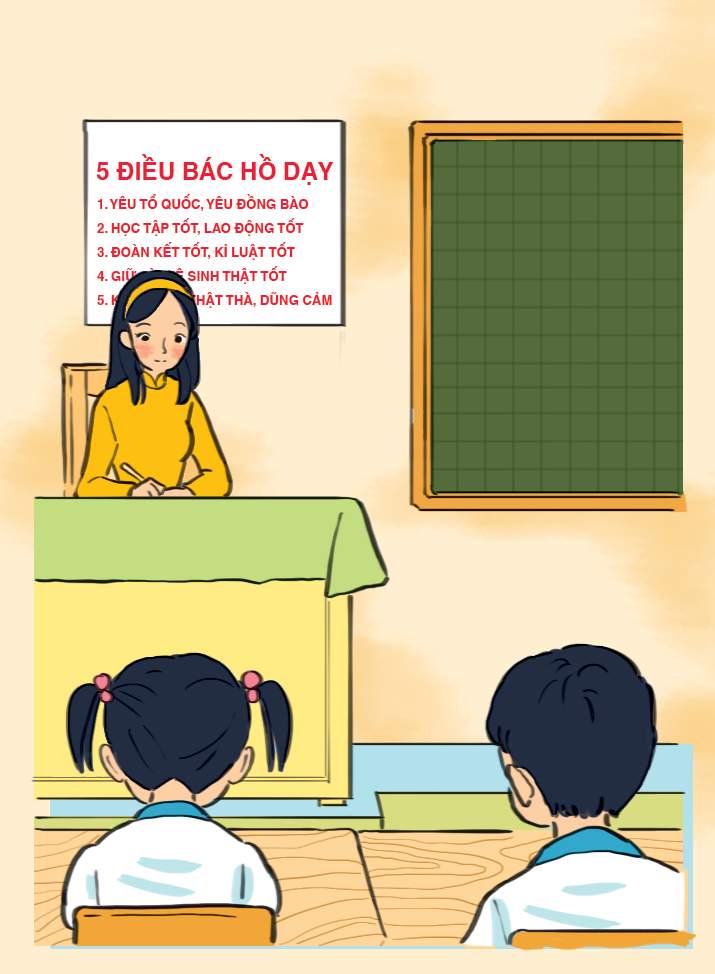 5 ĐIỀU BÁC HỒ DẠY
1. YÊU TỔ QUỐC, YÊU ĐỒNG BÀO
2. HỌC TẬP TỐT, LAO ĐỘNG TỐT
3. ĐOÀN KẾT TỐT, KỈ LUẬT TỐT
4. GIỮ SINH THẬT TỐT
5. THẬT THÀ, DŨNG CẢM